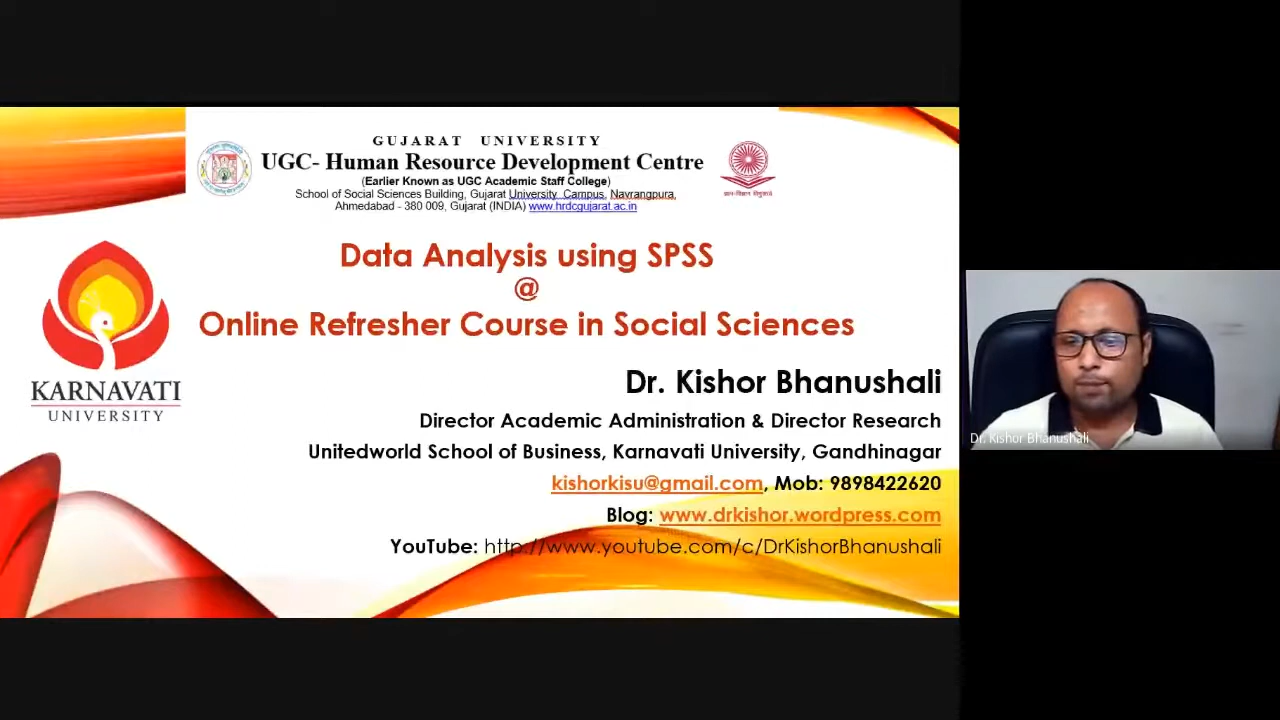 GUJARAT UNIVERSITY
UGC- Human Resource Development Centre
(Earlier Known as UGC Academic Staff College)
School of Social Sciences Building, Gujarat University Campus, Navrangpura,
Ahmedabad - 380 009, Gujarat (INDIA) www.hrdcgujarat.ac.in
Data Analysis using SPSS
@
Online Refresher Course in Social Sciences
KARNAVATI
UNIVERSITY
Dr. Kishor Bhanushali
Director Academic Administration & Director Research
Unitedworld School of Business, Karnavati University, Gandhinagar
kishorkisu@gmail.com, Mob: 9898422620
Blog: www.drkishor.wordpress.com
YouTube: http://www.youtube.com/c/DrKishorBhanushali
Dr. Kishor Bhanushali